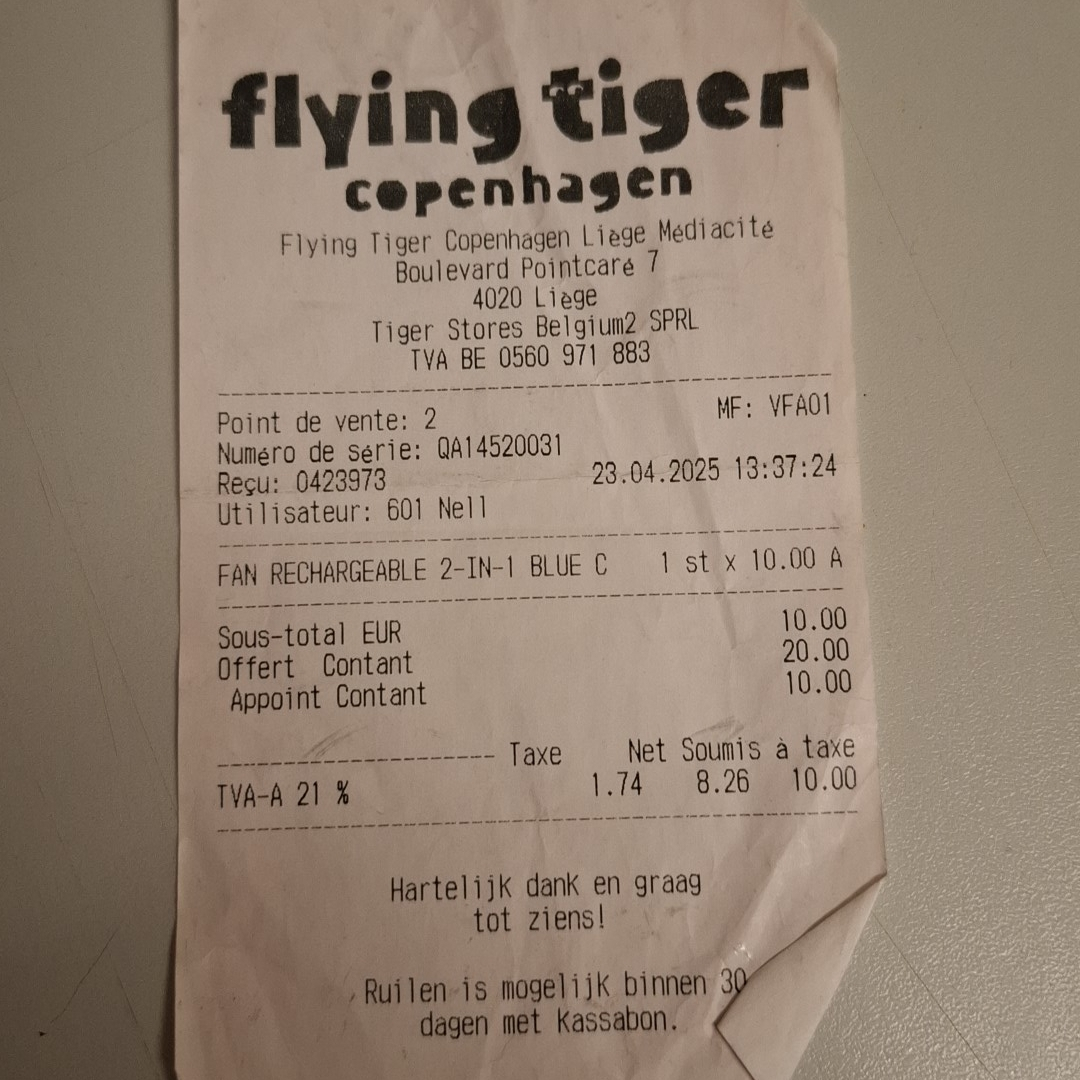 flying tiger
copenhagen
Flying Tiger Copenhagen Liège Médiacité
Boulevard Pointcaré 7
4020 Liège
Tiger Stores Belgium2 SPRL
TVA BE 0560 971 883
Point de vente: 2 MF: VFA01
Numéro de série: QA14520031
Reçu: 0423973 23.04.2025 13:37:24
Utilisateur: 601 Nell
FAN RECHARGEABLE 2-IN-1 BLUE C 1 st x 10.00 A
Sous-total EUR 10.00
Offert Contant 20.00
Appoint Contant 10.00
Taxe Net Soumis à taxe
TVA-A 21 % 1.74 8.26 10.00
Hartelijk dank en graag
tot ziens!
Ruilen is mogelijk binnen 30
dagen met kassabon.